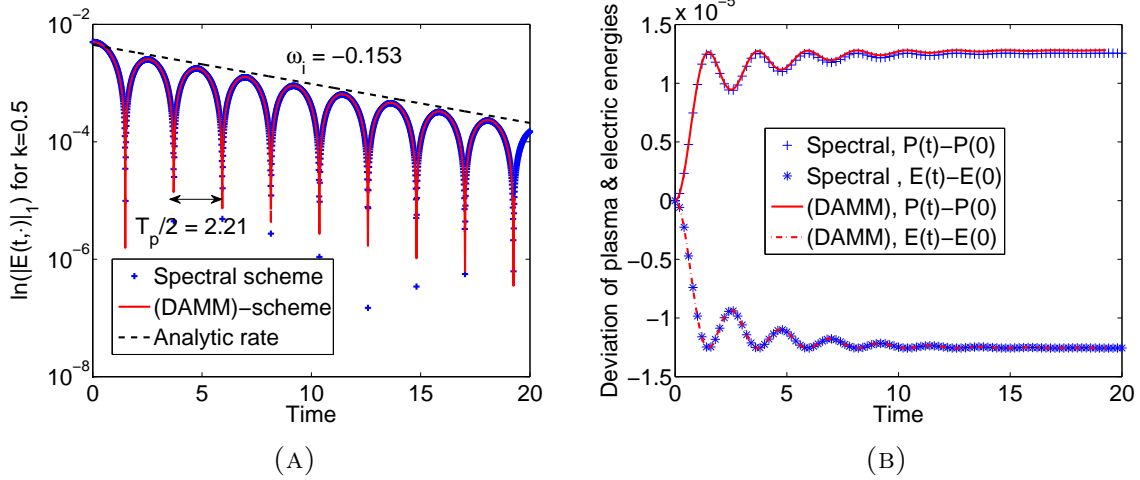 10^{-2}
10^{-4}
10^{-6}
10^{-8}
ln(|E(t,·)|_1) for k=0.5
ω_i = −0.153
T_p/2 = 2.21
Spectral scheme
(DAMM)−scheme
Analytic rate
0 5 10 15 20
Time
(A)
x 10^{-5}
1.5
1
0.5
0
−0.5
−1
−1.5
Deviation of plasma & electric energies
Spectral, P(t)−P(0)
Spectral , E(t)−E(0)
(DAMM), P(t)−P(0)
(DAMM), E(t)−E(0)
0 5 10 15 20
Time
(B)